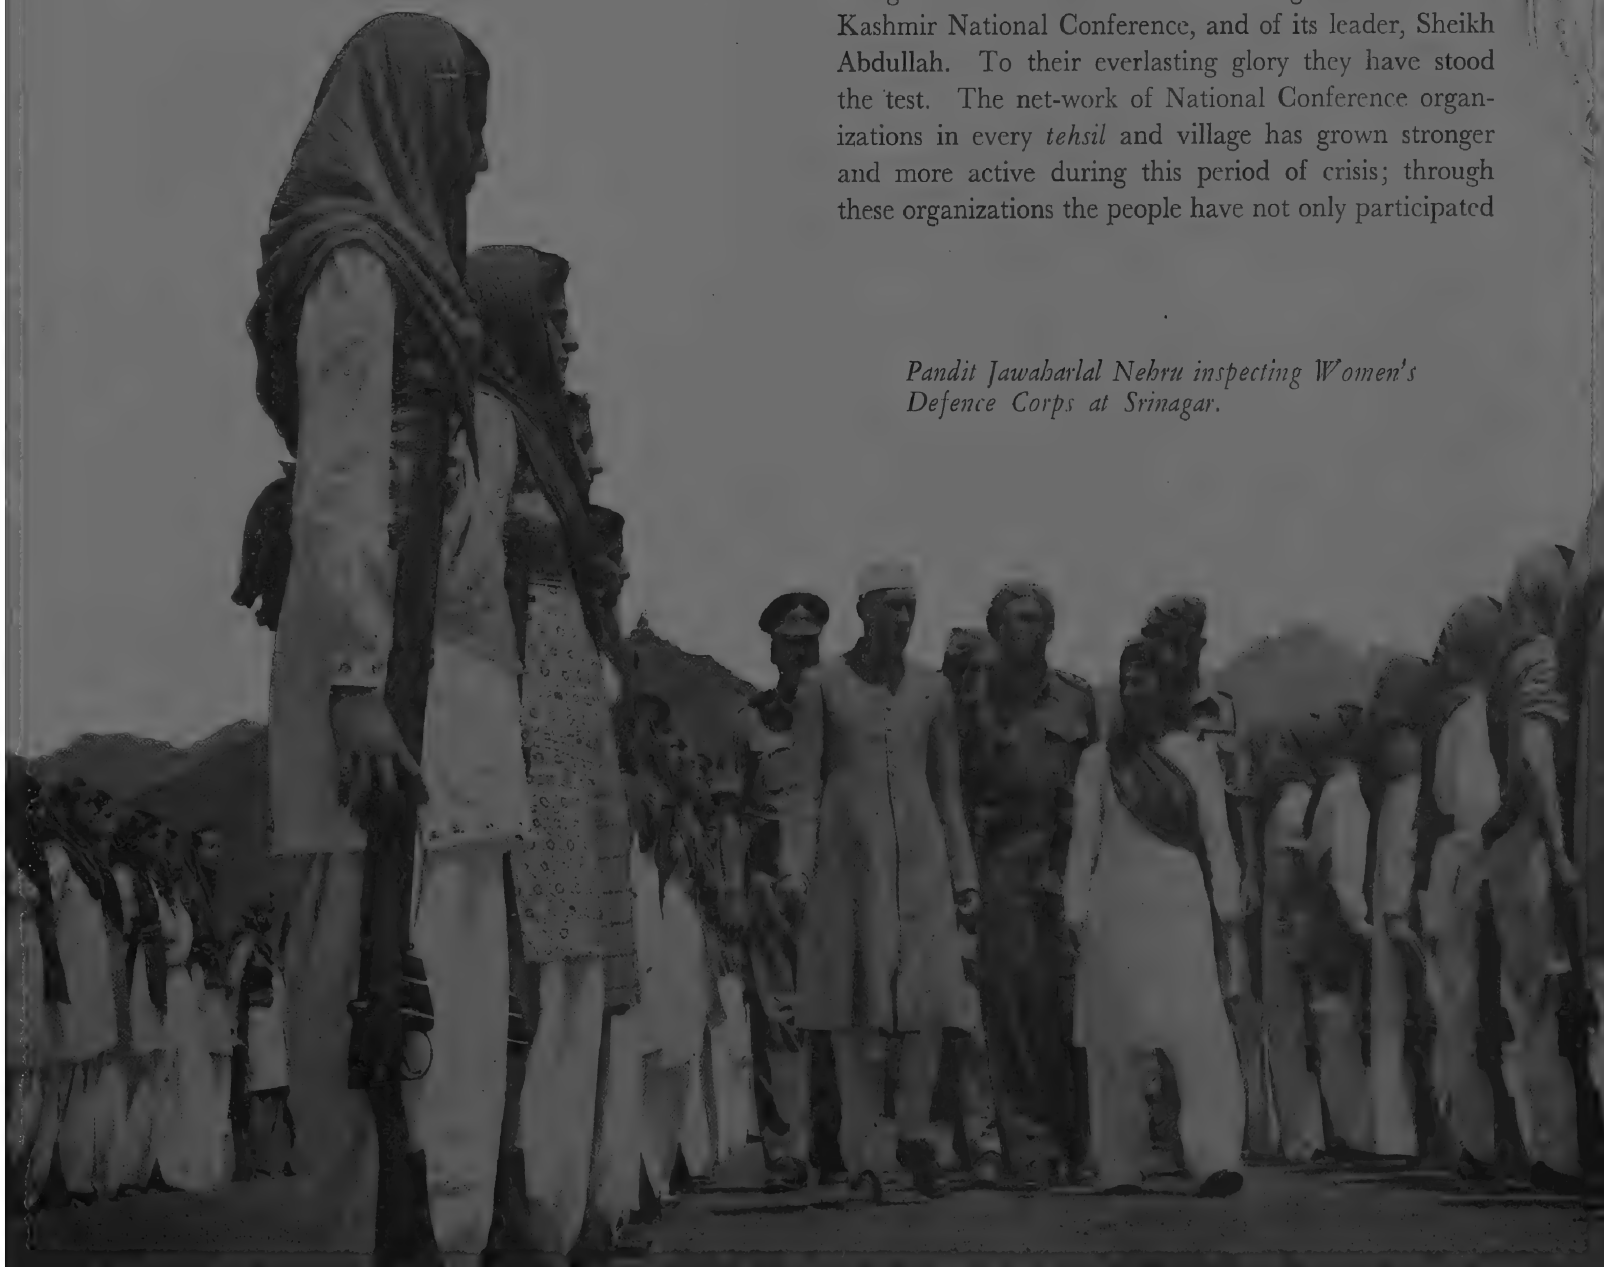 Kashmir National Conference, and of its leader, Sheikh
Abdullah. To their everlasting glory they have stood
the test. The net-work of National Conference organ-
izations in every tehsil and village has grown stronger
and more active during this period of crisis; through
these organizations the people have not only participated
Pandit Jawaharlal Nehru inspecting Women's
Defence Corps at Srinagar.